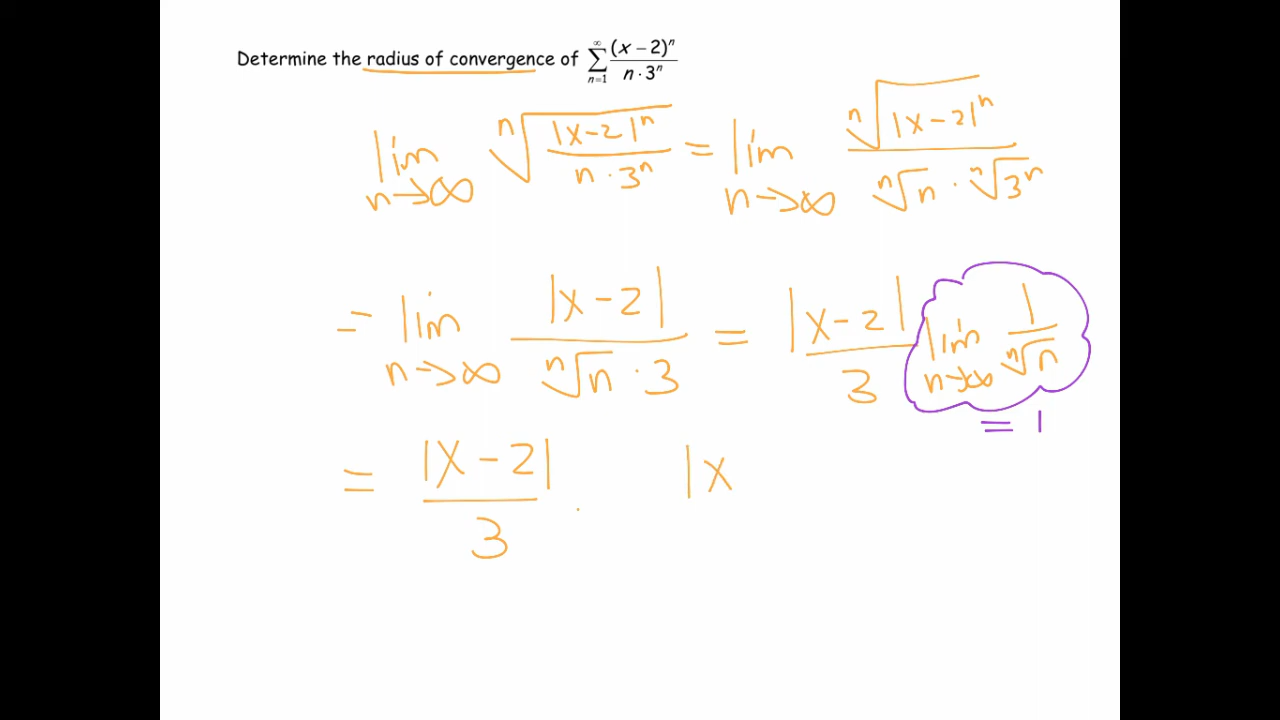 Determine the radius of convergence of ∑_{n=1}^{∞} (x − 2)^n / (n · 3^n)
lim_{n→∞} ⁿ√(|x−2|^n / (n · 3^n)) = lim_{n→∞} ⁿ√(|x−2|^n) / (ⁿ√n · ⁿ√(3^n))
= lim_{n→∞} |x−2| / (ⁿ√n · 3) = |x−2| / 3 lim_{n→∞} 1 / ⁿ√n
= 1
= |x−2| / 3 |x